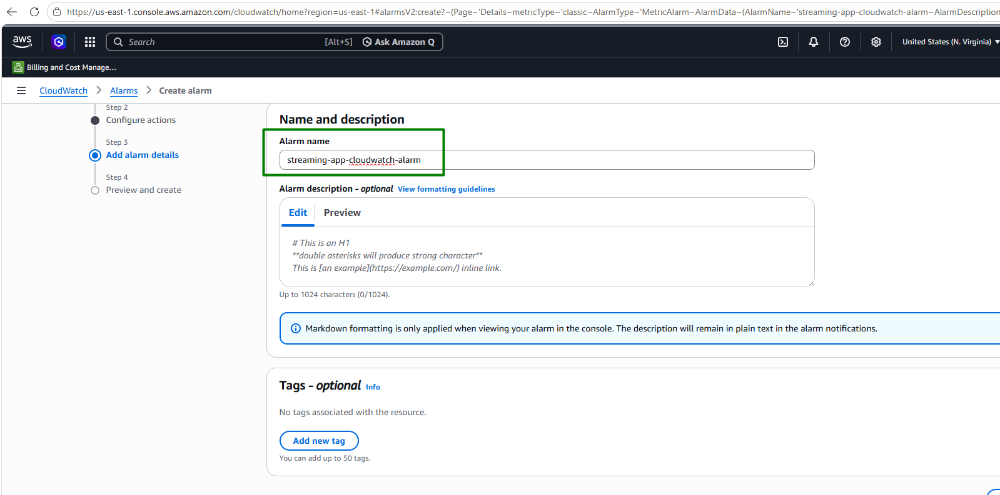 https://us-east-1.console.aws.amazon.com/cloudwatch/home?region=us-east-1#alarmsV2:create?~(Page~'Details~metricType~'classic~AlarmType~'MetricAlarm~AlarmData~(AlarmName~'streaming-app-cloudwatch-alarm~AlarmDescription
aws Search [Alt+S] Ask Amazon Q United States (N. Virginia)
Billing and Cost Manage...
CloudWatch > Alarms > Create alarm
Step 2
Configure actions
Step 3
Add alarm details
Step 4
Preview and create
Name and description
Alarm name
streaming-app-cloudwatch-alarm
Alarm description - optional View formatting guidelines
Edit Preview
# This is an H1
**double asterisks will produce strong character**
This is [an example](https://example.com/) inline link.
Up to 1024 characters (0/1024).
Markdown formatting is only applied when viewing your alarm in the console. The description will remain in plain text in the alarm notifications.
Tags - optional Info
No tags associated with the resource.
Add new tag
You can add up to 50 tags.